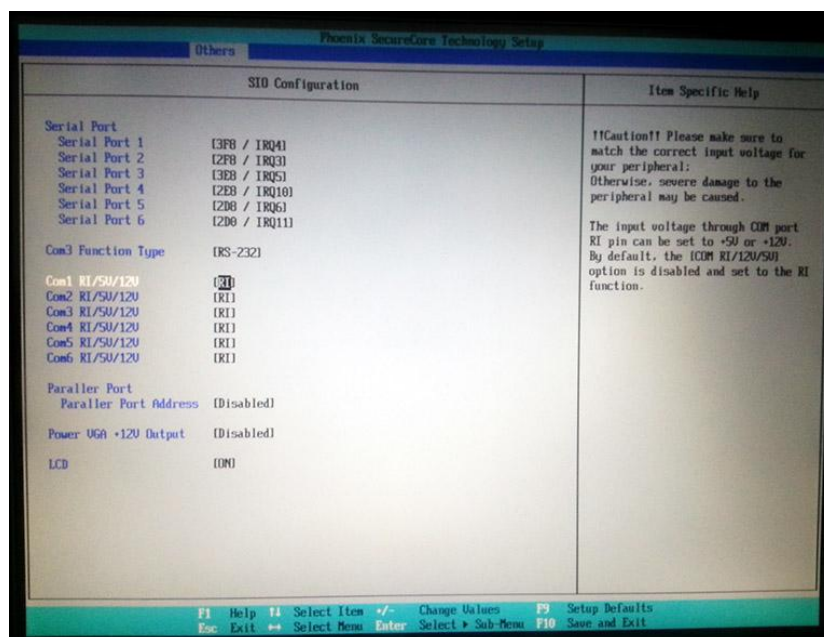 Phoenix SecureCore Technology Setup
Others
SIO Configuration
Item Specific Help
Serial Port
Serial Port 1 [3F8 / IRQ4]
Serial Port 2 [2F8 / IRQ3]
Serial Port 3 [3E8 / IRQ5]
Serial Port 4 [2E8 / IRQ10]
Serial Port 5 [2D8 / IRQ6]
Serial Port 6 [2D0 / IRQ11]
Com3 Function Type [RS-232]
Com1 RI/5V/12V [RI]
Com2 RI/5V/12V [RI]
Com3 RI/5V/12V [RI]
Com4 RI/5V/12V [RI]
Com5 RI/5V/12V [RI]
Com6 RI/5V/12V [RI]
Paraller Port
Paraller Port Address [Disabled]
Power VGA +12V Output [Disabled]
LCD [ON]
!!Caution!! Please make sure to
match the correct input voltage for
your peripheral;
Otherwise, severe damage to the
peripheral may be caused.
The input voltage through COM port
RI pin can be set to +5V or +12V.
By default, the [COM RI/12V/5V]
option is disabled and set to the RI
function.
F1 Help ↑↓ Select Item +/- Change Values F9 Setup Defaults
Esc Exit ↔ Select Menu Enter Select ▶ Sub-Menu F10 Save and Exit